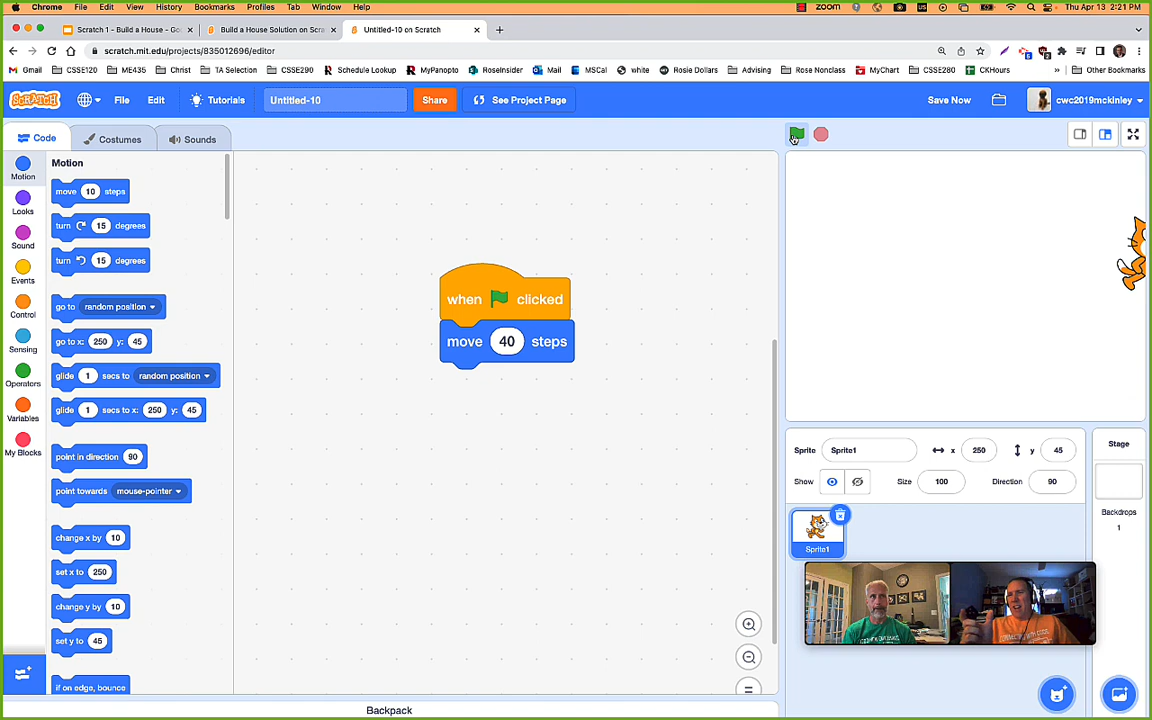 Chrome File Edit View History Bookmarks Profiles Tab Window Help zoom Thu Apr 13 2:21 PM
Scratch 1 - Build a House - Go Build a House Solution on Scra Untitled-10 on Scratch
scratch.mit.edu/projects/835012696/editor
Gmail CSSE120 ME435 Christ TA Selection CSSE290 Schedule Lookup MyPanopto RoseInsider Mail MSCal white Rosie Dollars Advising Rose Nonclass MyChart CSSE280 CKHours » Other Bookmarks
SCRATCH File Edit Tutorials Untitled-10 Share See Project Page Save Now cwc2019mckinley
Code Costumes Sounds
Motion
Looks
Sound
Events
Control
Sensing
Operators
Variables
My Blocks
Motion
move 10 steps
turn 15 degrees
turn 15 degrees
go to random position
go to x: 250 y: 45
glide 1 secs to random position
glide 1 secs to x: 250 y: 45
point in direction 90
point towards mouse-pointer
change x by 10
set x to 250
change y by 10
set y to 45
if on edge, bounce
when clicked
move 40 steps
Backpack
Sprite Sprite1 x 250 y 45
Show Size 100 Direction 90
Sprite1
Stage
Backdrops
1